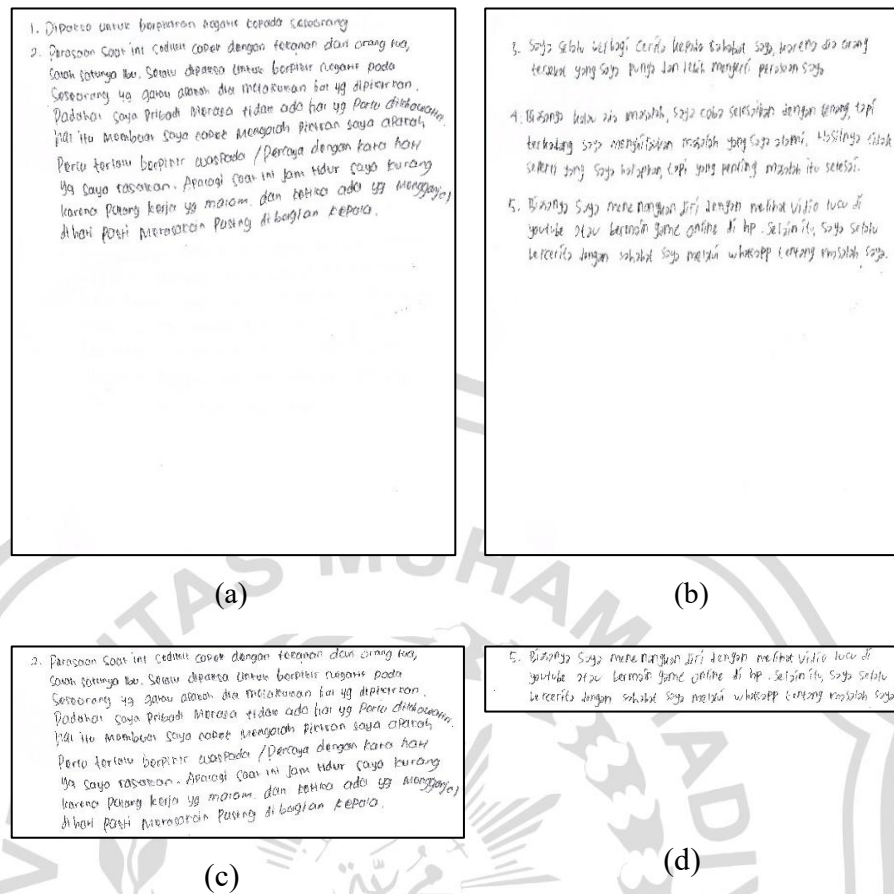 1. Dipaksa untuk berpikiran negatif kepada seseorang
2. Perasaan saat ini sedikit capek dengan tekanan dari orang tua,
salah satunya Ibu. Selalu dipaksa untuk berpikir negatif pada
seseorang yg galau apakah dia melakukan hal yg dipikirkan.
Padahal saya pribadi merasa tidak ada hal yg perlu dikhawatirin.
hal itu membuat saya capek mengolah pikiran saya apakah
perlu terlalu berpikir waspada / percaya dengan kata hati
yg saya rasakan. Apalagi saat ini jam tidur saya kurang
karena pulang kerja yg malam. dan ketika ada yg mengganjal
dihati pasti merasakan pusing dibagian kepala.
3. Saya selalu berbagi cerita kepada sahabat saya, karena dia orang
terdekat yang saya punya dan lebih mengerti perasaan saya
4. Biasanya kalau ada masalah, saya coba selesaikan dengan tenang, tapi
terkadang saya masalah yang saya alami. Hasilnya tidak
seperti yang saya harapkan, tapi yang penting masalah itu selesai.
5. Biasanya saya menenangkan diri dengan melihat vidio lucu di
youtube atau bermain game online di hp. Selain itu, saya selalu
bercerita dengan sahabat saya melalui whatsapp tentang masalah saya.
(a)
(b)
2. Perasaan saat ini sedikit capek dengan tekanan dari orang tua,
salah satunya Ibu. Selalu dipaksa untuk berpikir negatif pada
seseorang yg galau apakah dia melakukan hal yg dipikirkan.
Padahal saya pribadi merasa tidak ada hal yg perlu dikhawatirin.
hal itu membuat saya capek mengolah pikiran saya apakah
perlu terlalu berpikir waspada / percaya dengan kata hati
yg saya rasakan. Apalagi saat ini jam tidur saya kurang
karena pulang kerja yg malam. dan ketika ada yg mengganjal
dihati pasti merasakan pusing dibagian kepala.
5. Biasanya saya menenangkan diri dengan melihat vidio lucu di
youtube atau bermain game online di hp. Selain itu, saya selalu
bercerita dengan sahabat saya melalui whatsapp tentang masalah saya
(c)
(d)